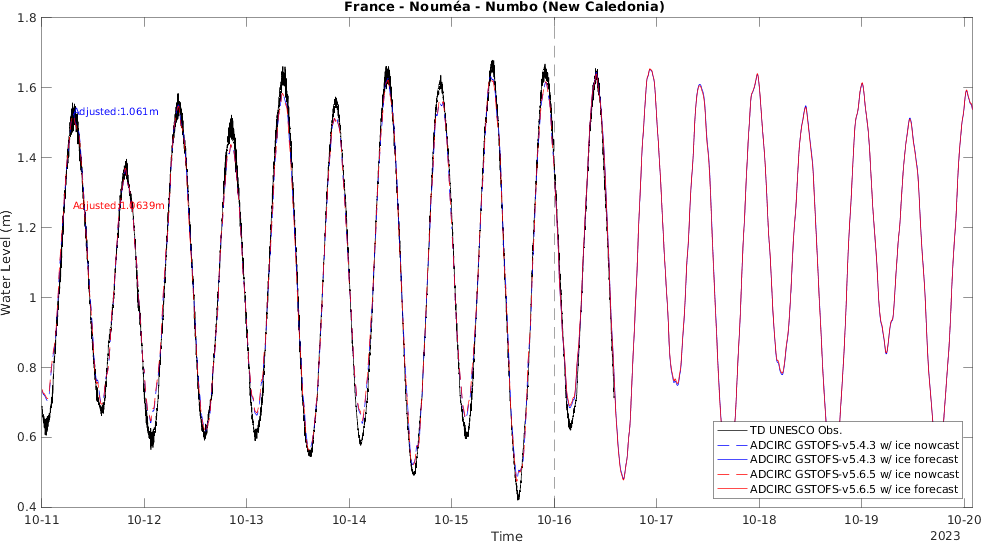 France - Nouméa - Numbo (New Caledonia)
1.8
1.6
1.4
1.2
1
0.8
0.6
0.4
Water Level (m)
Adjusted:1.061m
Adjusted:1.0639m
TD UNESCO Obs.
ADCIRC GSTOFS-v5.4.3 w/ ice nowcast
ADCIRC GSTOFS-v5.4.3 w/ ice forecast
ADCIRC GSTOFS-v5.6.5 w/ ice nowcast
ADCIRC GSTOFS-v5.6.5 w/ ice forecast
10-11 10-12 10-13 10-14 10-15 10-16 10-17 10-18 10-19 10-20
Time
2023